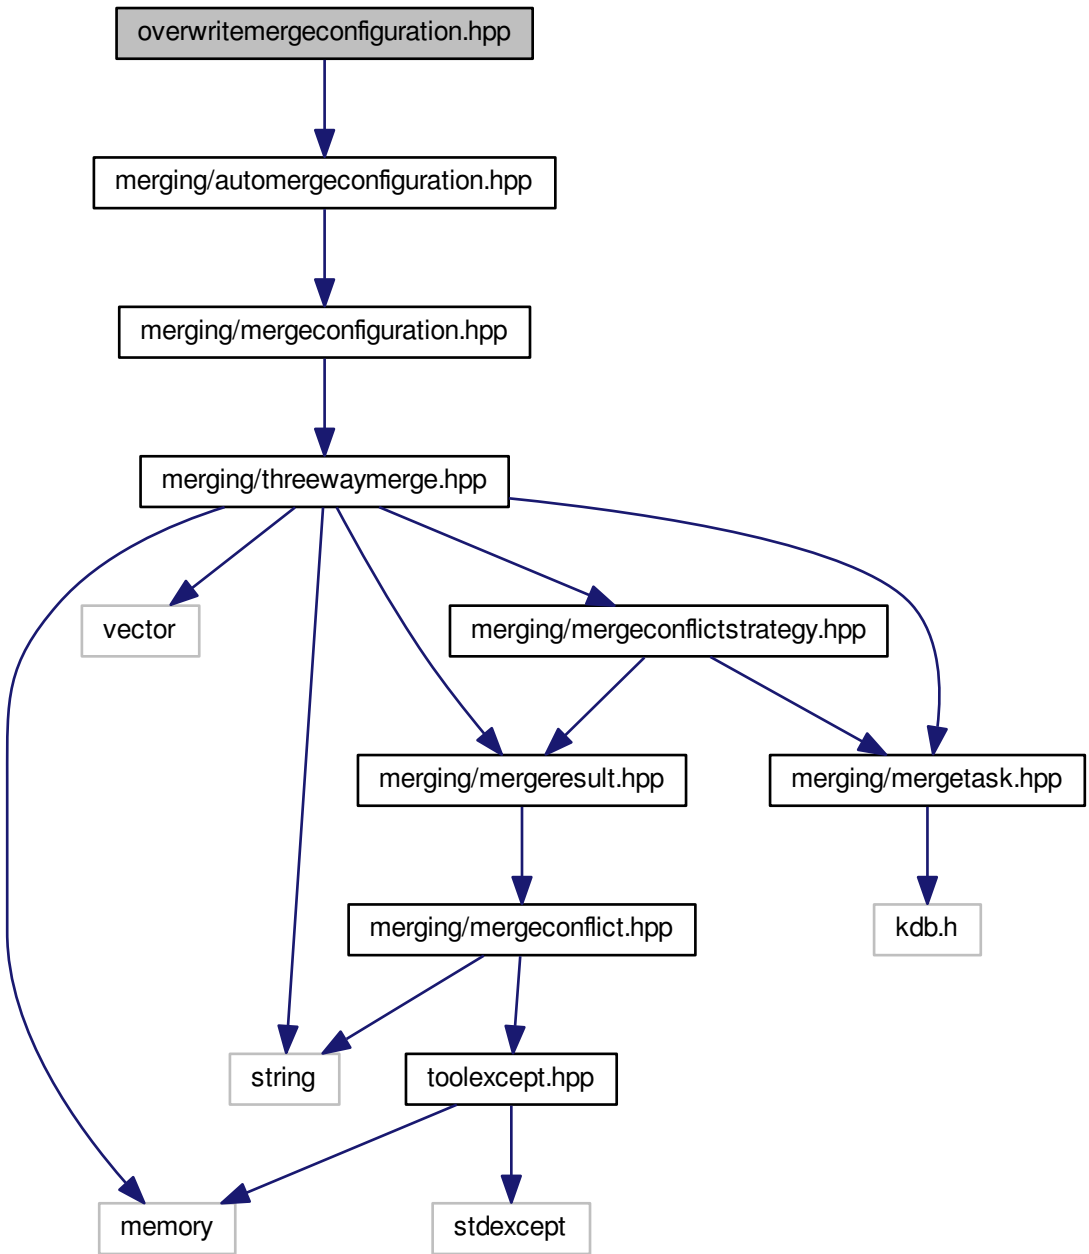 overwritemergeconfiguration.hpp
merging/automergeconfiguration.hpp
merging/mergeconfiguration.hpp
merging/threewaymerge.hpp
vector
merging/mergeconflictstrategy.hpp
merging/mergeresult.hpp
merging/mergetask.hpp
merging/mergeconflict.hpp
kdb.h
string
toolexcept.hpp
memory
stdexcept